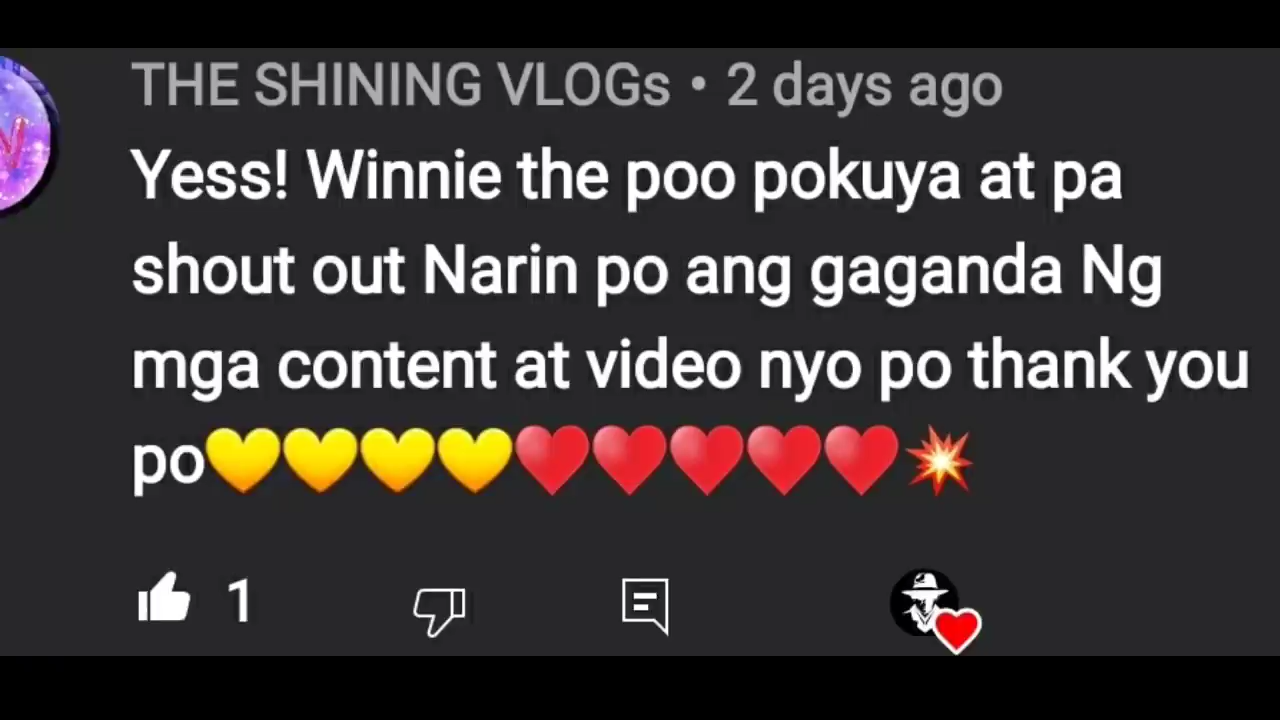 THE SHINING VLOGs • 2 days ago
Yess! Winnie the poo pokuya at pa
shout out Narin po ang gaganda Ng
mga content at video nyo po thank you
po💛💛💛💛♥️♥️♥️♥️♥️💥
1